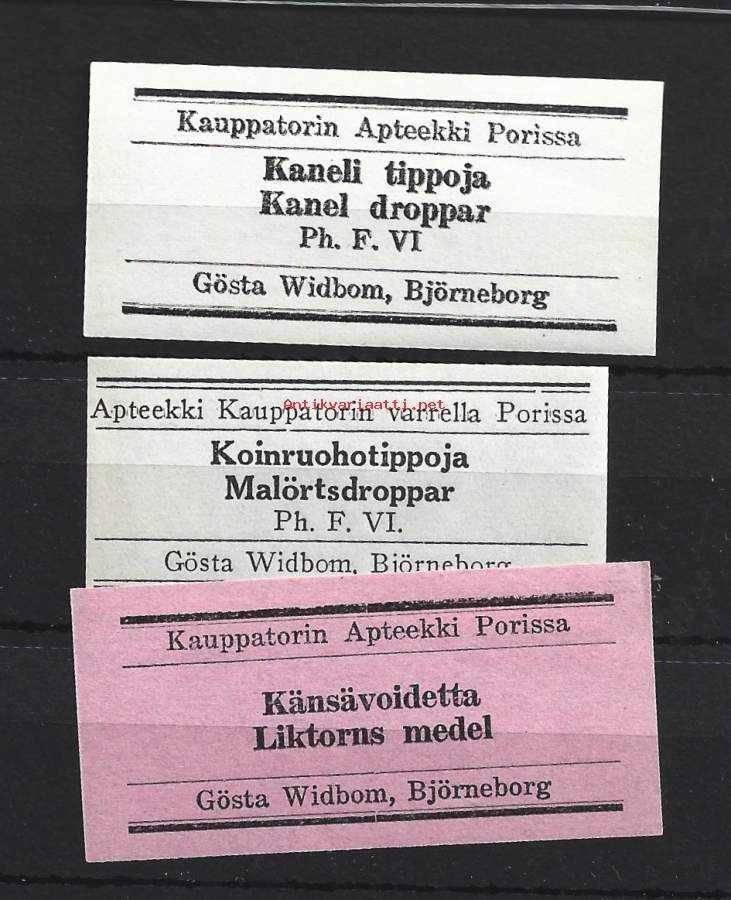 Kauppatorin Apteekki Porissa
Kaneli tippoja
Kanel droppar
Ph. F. VI
Gösta Widbom, Björneborg
Antikvariaatti.net
Apteekki Kauppatorin varrella Porissa
Koinruohotippoja
Malörtsdroppar
Ph. F. VI.
Gösta Widbom, Björneborg
Kauppatorin Apteekki Porissa
Känsävoidetta
Liktorns medel
Gösta Widbom, Björneborg